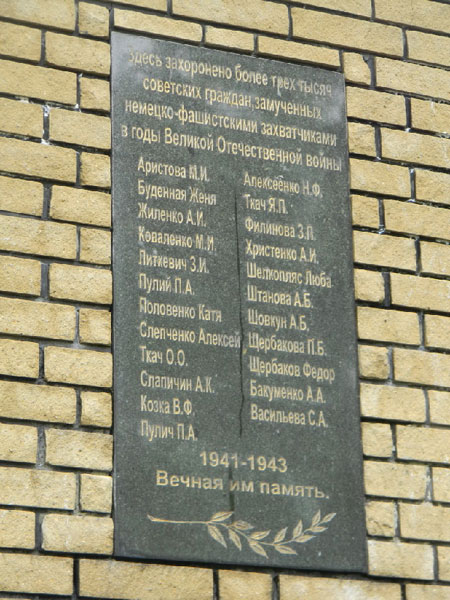 Здесь захоронено более трех тысяч
советских граждан, замученных
немецко-фашистскими захватчиками
в годы Великой Отечественной войны
Аристова М.И.
Буденная Женя
Жиленко А.И.
Коваленко М.И.
Литкевич З.И.
Пулий П.А.
Половенко Катя
Слепченко Алексей
Ткач О.О.
Слапичин А.К.
Козка В.Ф.
Пулич П.А.
Алексеенко Н.Ф.
Ткач Я.П.
Филинова З.П.
Христенко А.И.
Шелкопляс Люба
Штанова А.Б.
Шовкун А.Б.
Щербакова П.Б.
Щербаков Федор
Бакуменко А.А.
Васильева С.А.
1941-1943
Вечная им память.